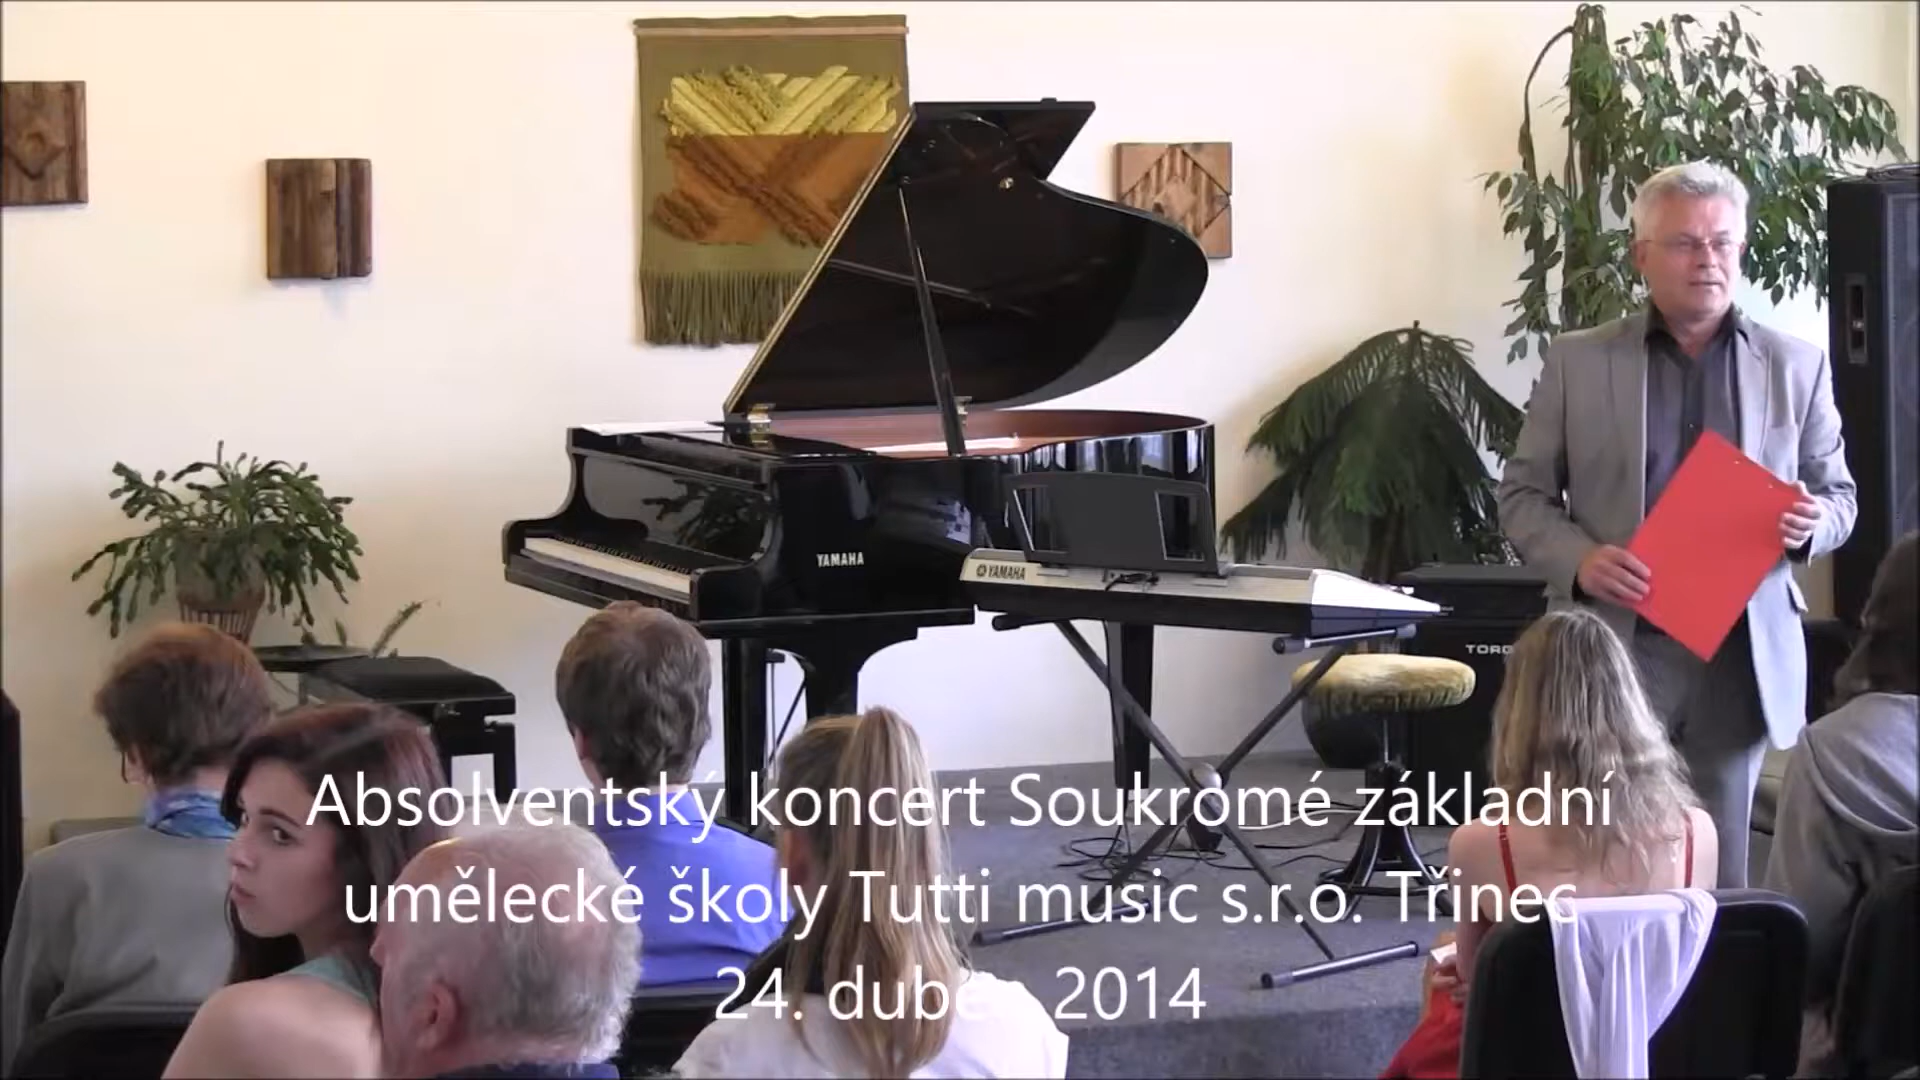 YAMAHA
YAMAHA
Absolventský koncert Soukromé základní
umělecké školy Tutti music s.r.o. Třinec
24. duben 2014